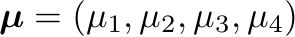 𝝁 = (μ₁, μ₂, μ₃, μ₄)